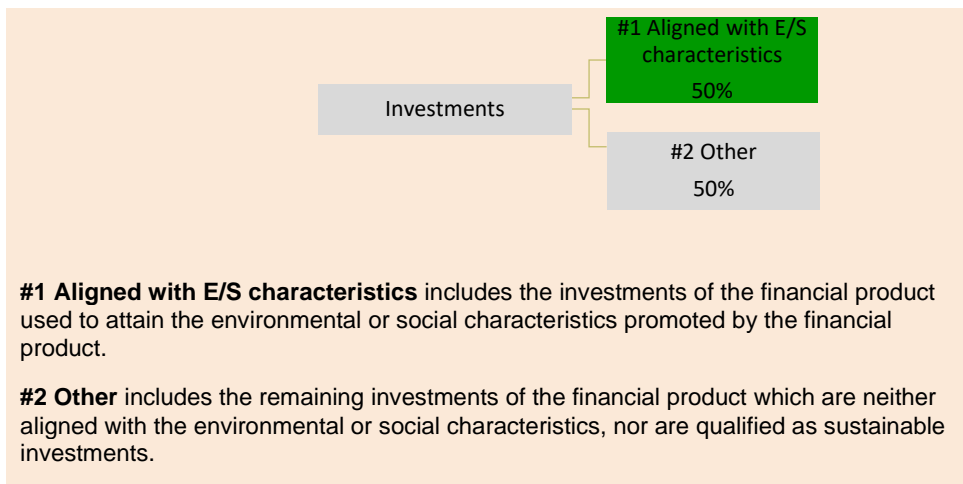 #1 Aligned with E/S
characteristics
50%
Investments
#2 Other
50%
#1 Aligned with E/S characteristics includes the investments of the financial product
used to attain the environmental or social characteristics promoted by the financial
product.
#2 Other includes the remaining investments of the financial product which are neither
aligned with the environmental or social characteristics, nor are qualified as sustainable
investments.